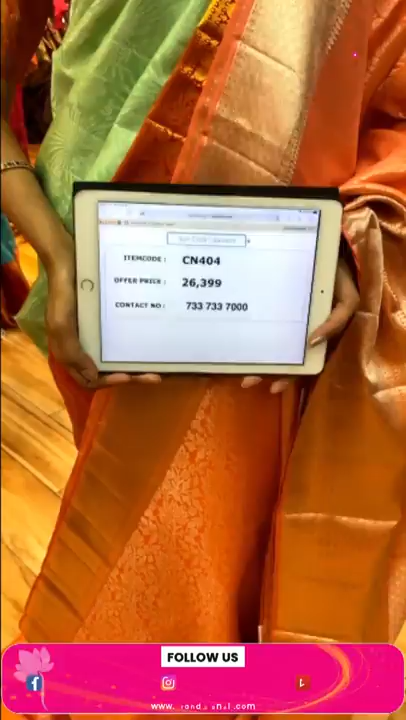 ITEMCODE : CN404
OFFER PRICE : 26,399
CONTACT NO : 733 733 7000
FOLLOW US